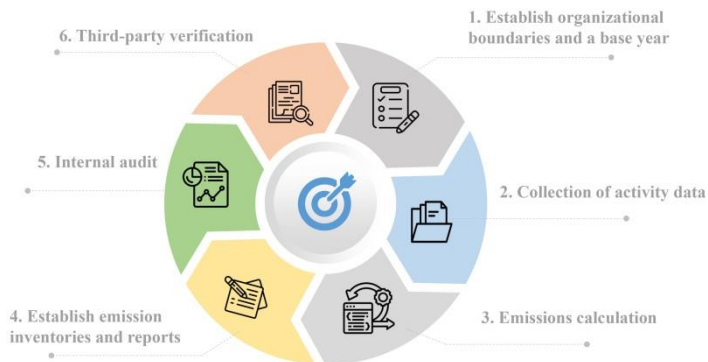 1. Establish organizational
boundaries and a base year
2. Collection of activity data
3. Emissions calculation
4. Establish emission
inventories and reports
5. Internal audit
6. Third-party verification